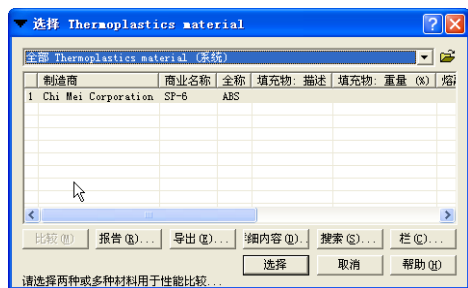 选择 Thermoplastics material
全部 Thermoplastics material (系统)
制造商 商业名称 全称 填充物: 描述 填充物: 重量 (%)
1 Chi Mei Corporation SP-6 ABS
比较(M) 报告(R)... 导出(E)... 细内容(D).. 搜索(S)... 栏(C)...
选择 取消 帮助(H)
请选择两种或多种材料用于性能比较...